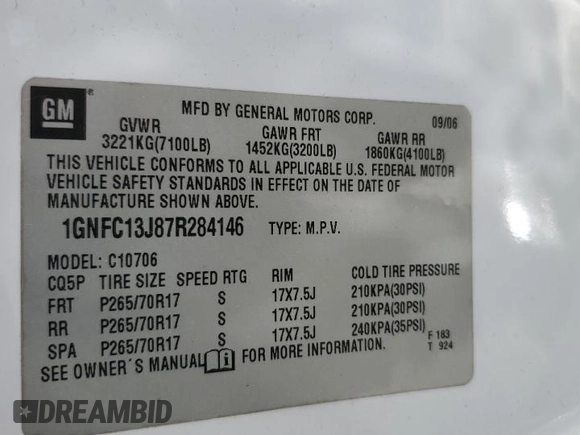 GM
MFD BY GENERAL MOTORS CORP.
09/06
GVWR GAWR FRT GAWR RR
3221KG(7100LB) 1452KG(3200LB) 1860KG(4100LB)
THIS VEHICLE CONFORMS TO ALL APPLICABLE U.S. FEDERAL MOTOR
VEHICLE SAFETY STANDARDS IN EFFECT ON THE DATE OF
MANUFACTURE SHOWN ABOVE.
1GNFC13J87R284146 TYPE: M.P.V.
MODEL: C10706
CQ5P TIRE SIZE SPEED RTG RIM COLD TIRE PRESSURE
FRT P265/70R17 S 17X7.5J 210KPA(30PSI)
RR P265/70R17 S 17X7.5J 210KPA(30PSI)
SPA P265/70R17 S 17X7.5J 240KPA(35PSI)
SEE OWNER´S MANUAL FOR MORE INFORMATION.
F 183
T 924
DREAMBID